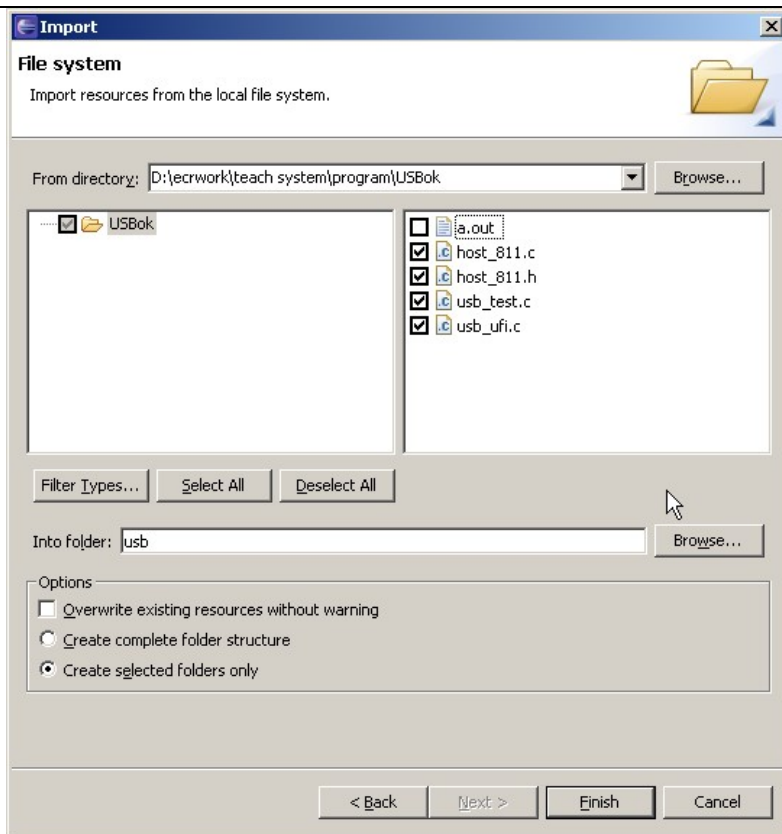 Import
File system
Import resources from the local file system.
From directory: D:\ecrwork\teach system\program\USBok Browse...
USBok
a.out
host_811.c
host_811.h
usb_test.c
usb_ufi.c
Filter Types... Select All Deselect All
Into folder: usb Browse...
Options
Overwrite existing resources without warning
Create complete folder structure
Create selected folders only
< Back Next > Finish Cancel